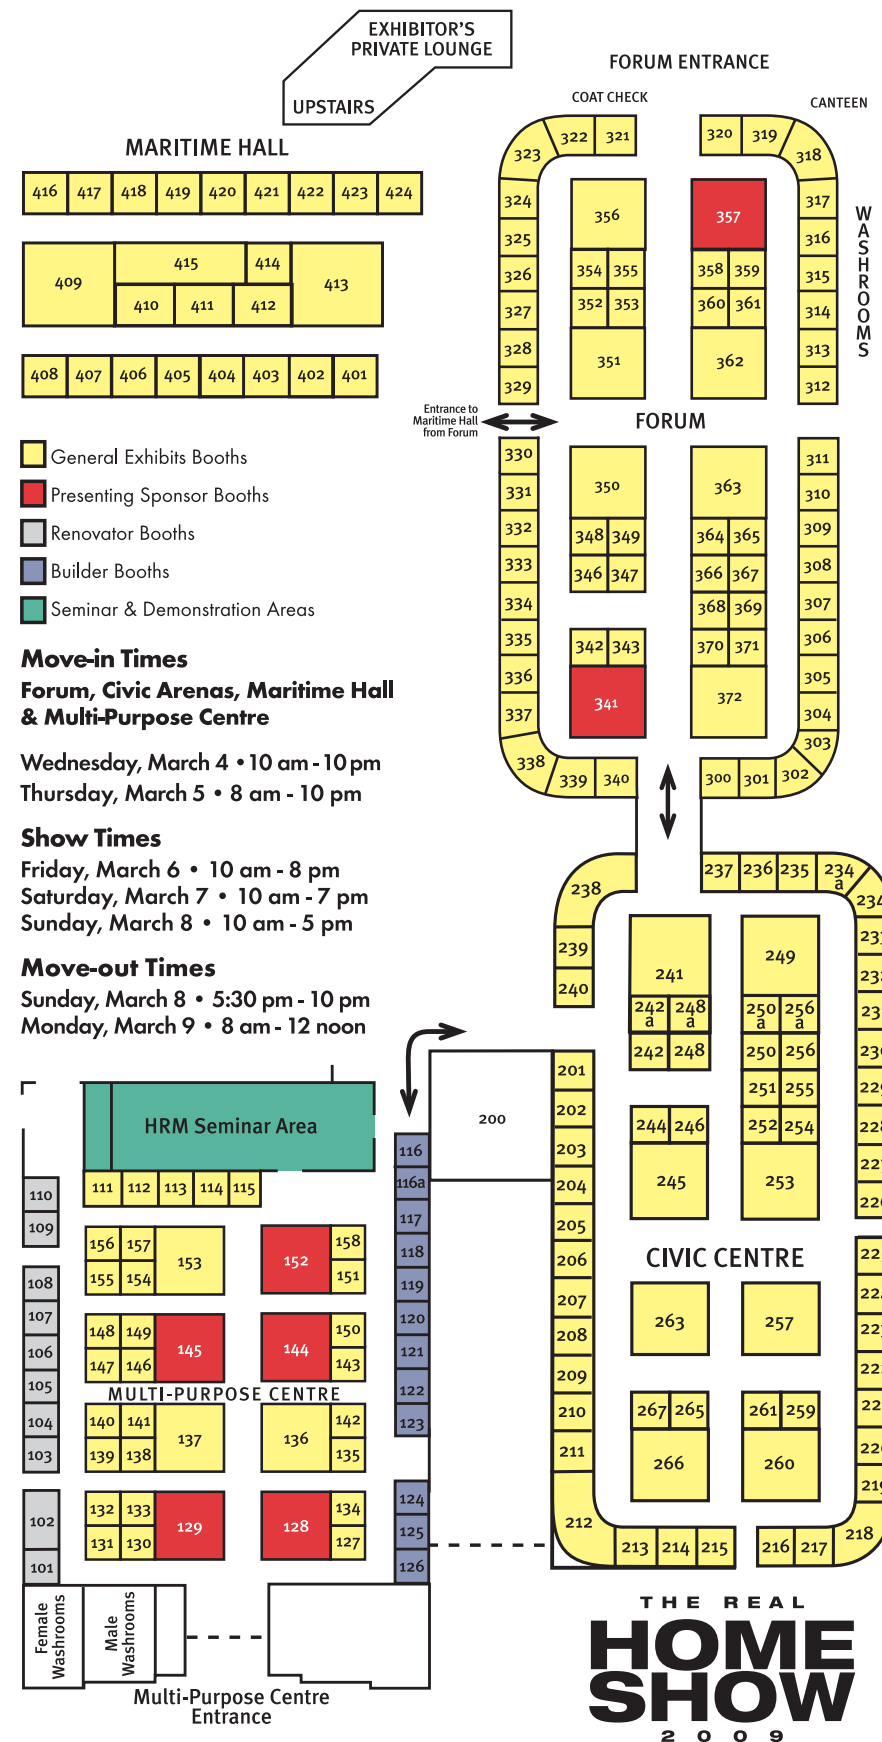 EXHIBITOR'S
PRIVATE LOUNGE
UPSTAIRS
FORUM ENTRANCE
COAT CHECK
CANTEEN
MARITIME HALL
416 417 418 419 420 421 422 423 424
409 415 414 413
410 411 412
408 407 406 405 404 403 402 401
General Exhibits Booths
Presenting Sponsor Booths
Renovator Booths
Builder Booths
Seminar & Demonstration Areas
Move-in Times
Forum, Civic Arenas, Maritime Hall
& Multi-Purpose Centre
Wednesday, March 4 • 10 am - 10 pm
Thursday, March 5 • 8 am - 10 pm
Show Times
Friday, March 6 • 10 am - 8 pm
Saturday, March 7 • 10 am - 7 pm
Sunday, March 8 • 10 am - 5 pm
Move-out Times
Sunday, March 8 • 5:30 pm - 10 pm
Monday, March 9 • 8 am - 12 noon
323 322 321 320 319 318
324 356 357 317
325 316
326 354 355 358 359 315
327 352 353 360 361 314
328 351 362 313
329 312
WASHROOMS
Entrance to
Maritime Hall
from Forum
FORUM
330 350 363 311
331 310
332 348 349 364 365 309
333 346 347 366 367 308
334 368 369 307
335 342 343 370 371 306
336 341 372 305
337 304
338 339 340 300 301 302 303
238 237 236 235 234
a
234
239 241 249
240
242 248 250 256
a a a a
242 248 250 256
251 255
244 246 252 254
245 253
200
201
202
203
204
205
206
207
208
209
210
211
212 213 214 215 216 217 218
228
219
CIVIC CENTRE
263 257
267 265 261 259
266 260
HRM Seminar Area
111 112 113 114 115
110
109
108
107
106
105
104
103
102
101
156 157 153 152 158
155 154 151
148 149 145 144 150
147 146 143
MULTI-PURPOSE CENTRE
140 141 137 136 142
139 138 135
132 133 129 128 134
131 130 127
116
116a
117
118
119
120
121
122
123
124
125
126
Female
Washrooms
Male
Washrooms
Multi-Purpose Centre
Entrance
THE REAL
HOME
SHOW
2009